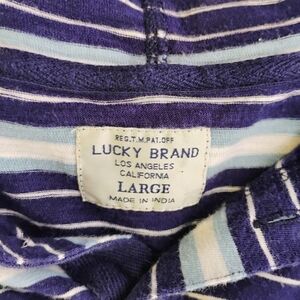 REG.T.M.PAT.OFF
LUCKY BRAND
LOS ANGELES
CALIFORNIA
LARGE
MADE IN INDIA